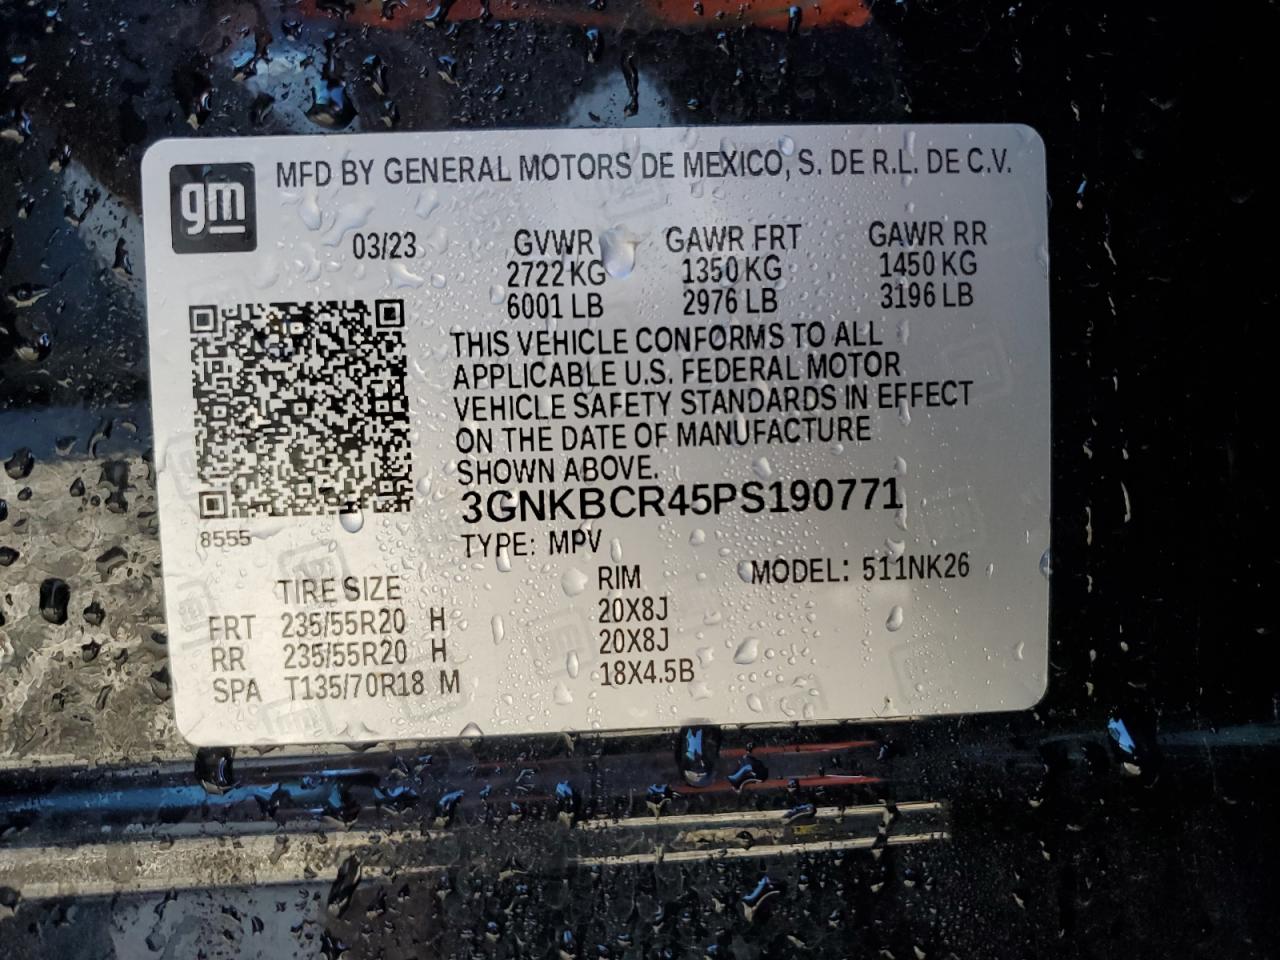 gm
MFD BY GENERAL MOTORS DE MEXICO, S. DE R.L. DE C.V.
03/23 GVWR GAWR FRT GAWR RR
2722 KG 1350 KG 1450 KG
6001 LB 2976 LB 3196 LB
THIS VEHICLE CONFORMS TO ALL
APPLICABLE U.S. FEDERAL MOTOR
VEHICLE SAFETY STANDARDS IN EFFECT
ON THE DATE OF MANUFACTURE
SHOWN ABOVE.
3GNKBCR45PS190771
8555
TYPE: MPV
TIRE SIZE RIM MODEL: 511NK26
FRT 235/55R20 H 20X8J
RR 235/55R20 H 20X8J
SPA T135/70R18 M 18X4.5B